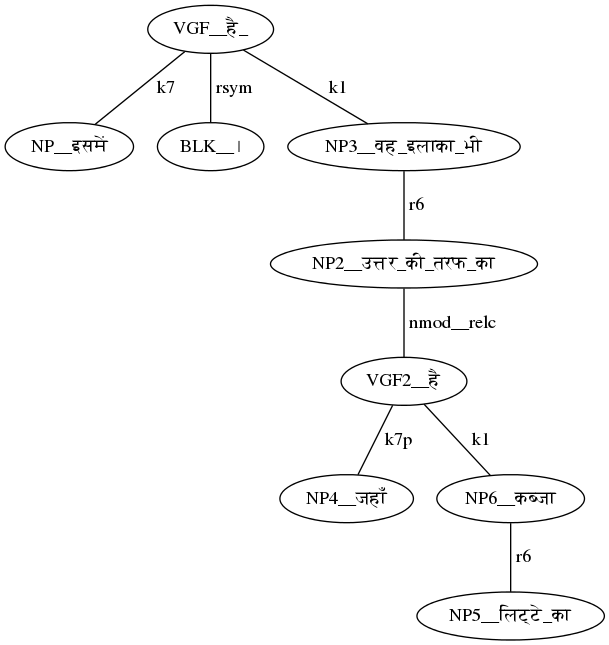 VGF__है_
k7 rsym k1
NP__इसमें BLK__। NP3__वह_इलाका_भी
r6
NP2__उत्तर_की_तरफ_का
nmod__relc
VGF2__है
k7p k1
NP4__जहाँ NP6__कब्जा
r6
NP5__लिट्टे_का